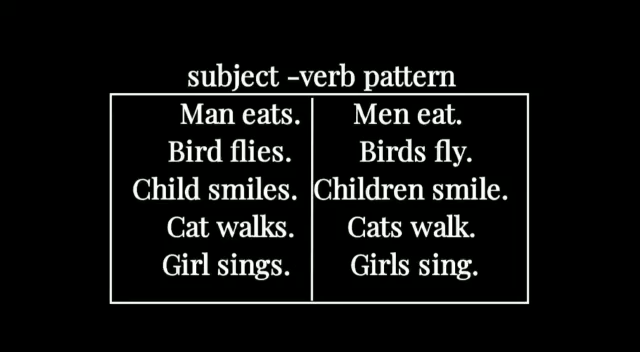 subject -verb pattern
Man eats. Men eat.
Bird flies. Birds fly.
Child smiles. Children smile.
Cat walks. Cats walk.
Girl sings. Girls sing.